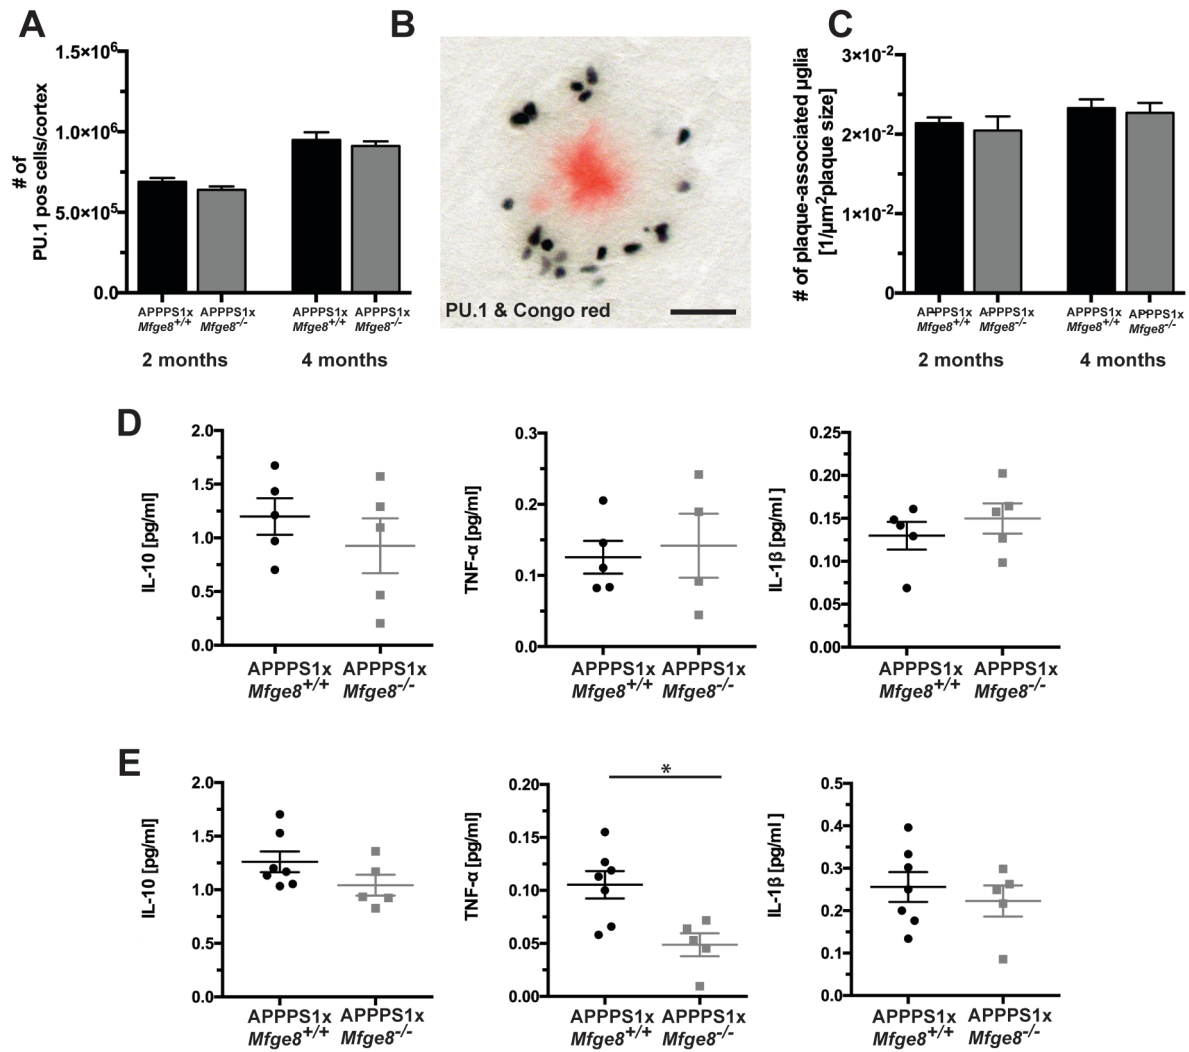 A
1.5×10⁶
1.0×10⁶
5.0×10⁵
0.0
# of
PU.1 pos cells/cortex
APPPS1x
Mfge8+/+
APPPS1x
Mfge8-/-
APPPS1x
Mfge8+/+
APPPS1x
Mfge8-/-
2 months
4 months
B
PU.1 & Congo red
C
3×10⁻²
2×10⁻²
1×10⁻²
0
# of plaque-associated μglia
[1/μm²plaque size]
APPPS1x
Mfge8+/+
APPPS1x
Mfge8-/-
APPPS1x
Mfge8+/+
APPPS1x
Mfge8-/-
2 months
4 months
D
2.0
1.5
1.0
0.5
0.0
IL-10 [pg/ml]
APPPS1x
Mfge8+/+
APPPS1x
Mfge8-/-
0.3
0.2
0.1
0.0
TNF-α [pg/ml]
APPPS1x
Mfge8+/+
APPPS1x
Mfge8-/-
0.25
0.20
0.15
0.10
0.05
0.00
IL-1β [pg/ml ]
APPPS1x
Mfge8+/+
APPPS1x
Mfge8-/-
E
2.0
1.5
1.0
0.5
0.0
IL-10 [pg/ml]
APPPS1x
Mfge8+/+
APPPS1x
Mfge8-/-
*
0.20
0.15
0.10
0.05
0.00
TNF-α [pg/ml]
APPPS1x
Mfge8+/+
APPPS1x
Mfge8-/-
0.5
0.4
0.3
0.2
0.1
0.0
IL-1β [pg/ml ]
APPPS1x
Mfge8+/+
APPPS1x
Mfge8-/-